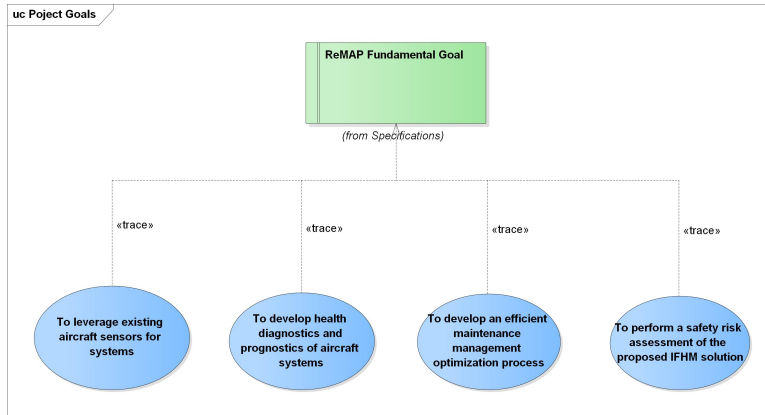 uc Poject Goals
ReMAP Fundamental Goal
(from Specifications)
«trace»
«trace»
«trace»
«trace»
To leverage existing
aircraft sensors for
systems
To develop health
diagnostics and
prognostics of aircraft
systems
To develop an efficient
maintenance
management
optimization process
To perform a safety risk
assessment of the
proposed IFHM solution